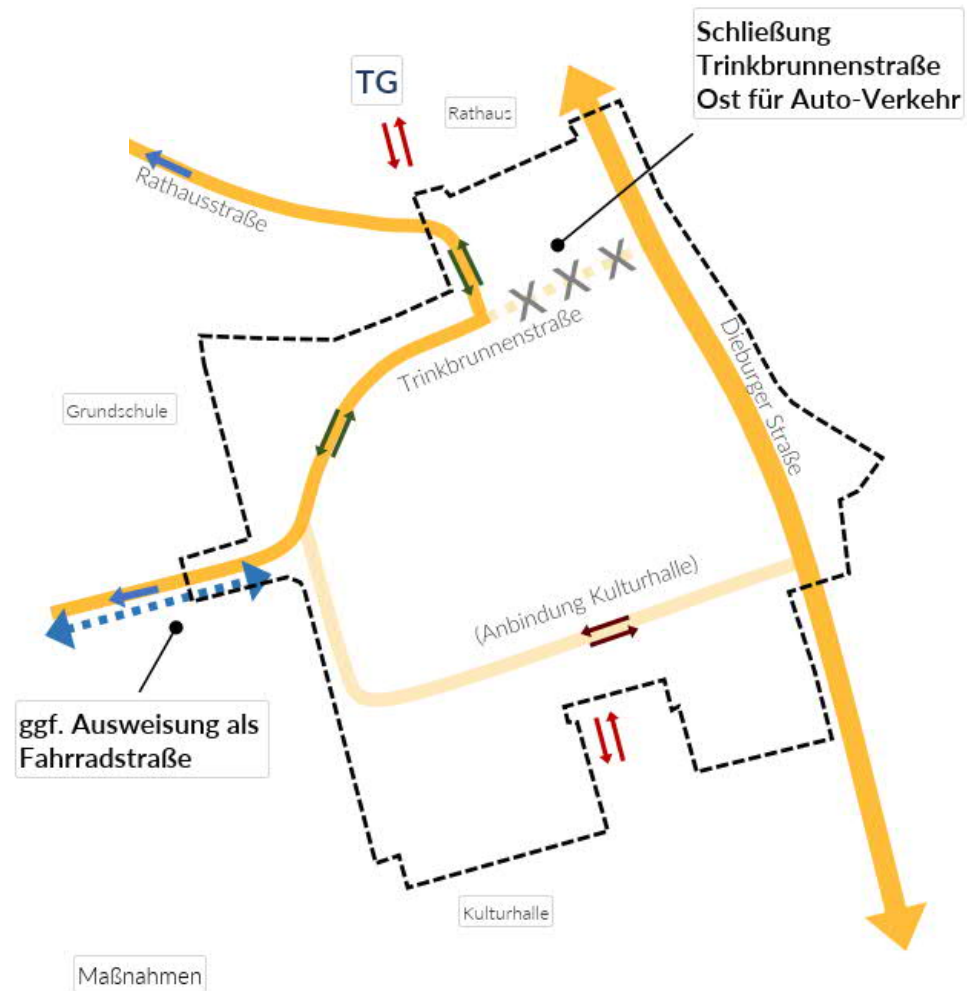 Schließung
Trinkbrunnenstraße
Ost für Auto-Verkehr
TG
Rathaus
Rathausstraße
Trinkbrunnenstraße
Dieburger Straße
Grundschule
(Anbindung Kulturhalle)
ggf. Ausweisung als
Fahrradstraße
Kulturhalle
Maßnahmen